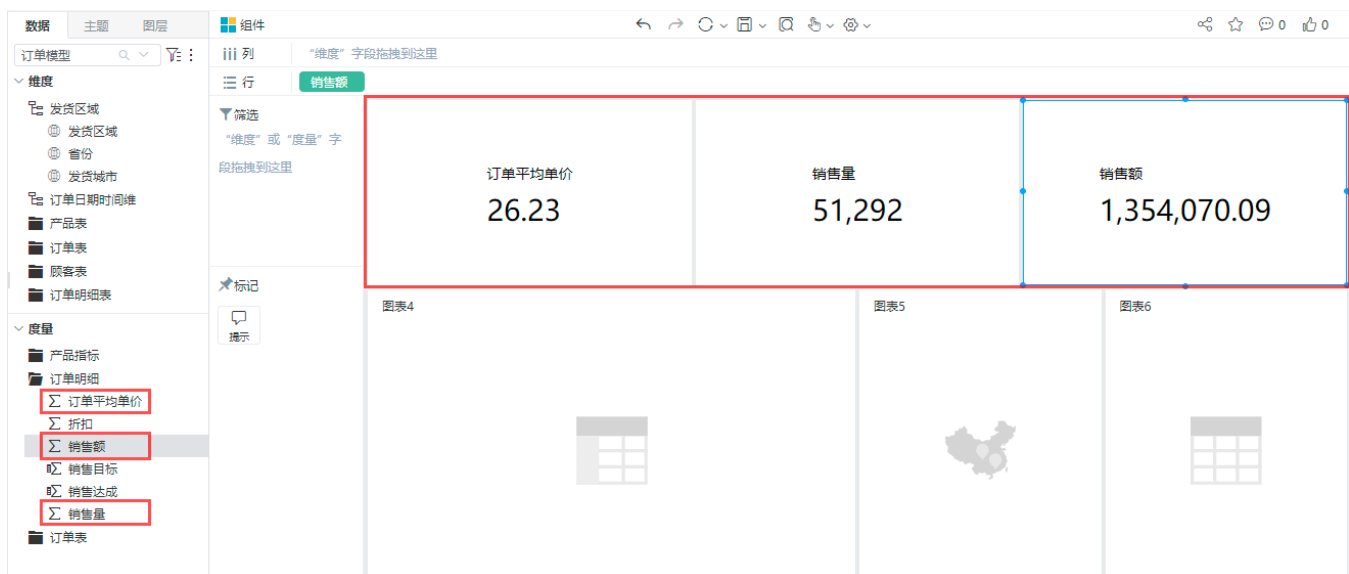 数据 主题 图层
组件
0 0
订单模型
列 “维度”字段拖拽到这里
行 销售额
维度
发货区域
发货区域
省份
发货城市
订单日期时间维
产品表
订单表
顾客表
订单明细表
度量
产品指标
订单明细
订单平均单价
折扣
销售额
销售目标
销售达成
销售量
订单表
筛选
“维度”或“度量”字
段拖拽到这里
标记
提示
订单平均单价
26.23
销售量
51,292
销售额
1,354,070.09
图表4
图表5
图表6